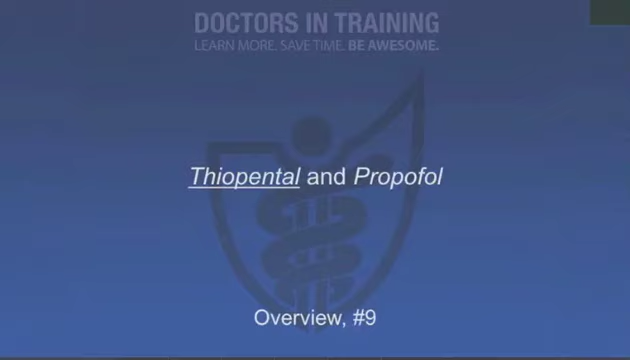 DOCTORS IN TRAINING
LEARN MORE. SAVE TIME. BE AWESOME.
Thiopental and Propofol
Overview, #9